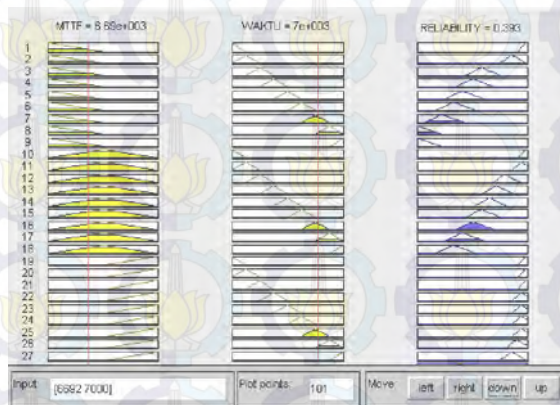 MTTF = 6.69e+003
WAKTU = 7e+003
RELIABILITY = 0.393
1
2
3
4
5
6
7
8
9
10
11
12
13
14
15
16
17
18
19
20
21
22
23
24
25
26
27
Input
[6692 7000]
Plot points:
101
Move
left
right
down
up